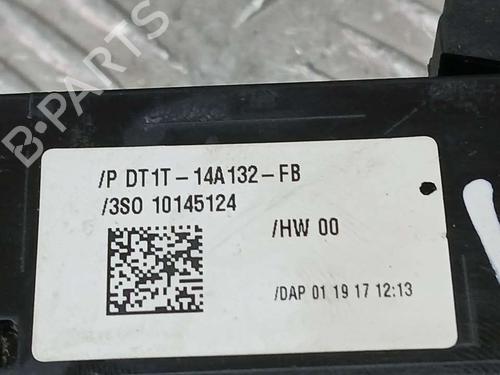 B-PARTS
/P DT1T-14A132-FB
/3SO 10145124
/HW 00
/DAP 01 19 17 12:13